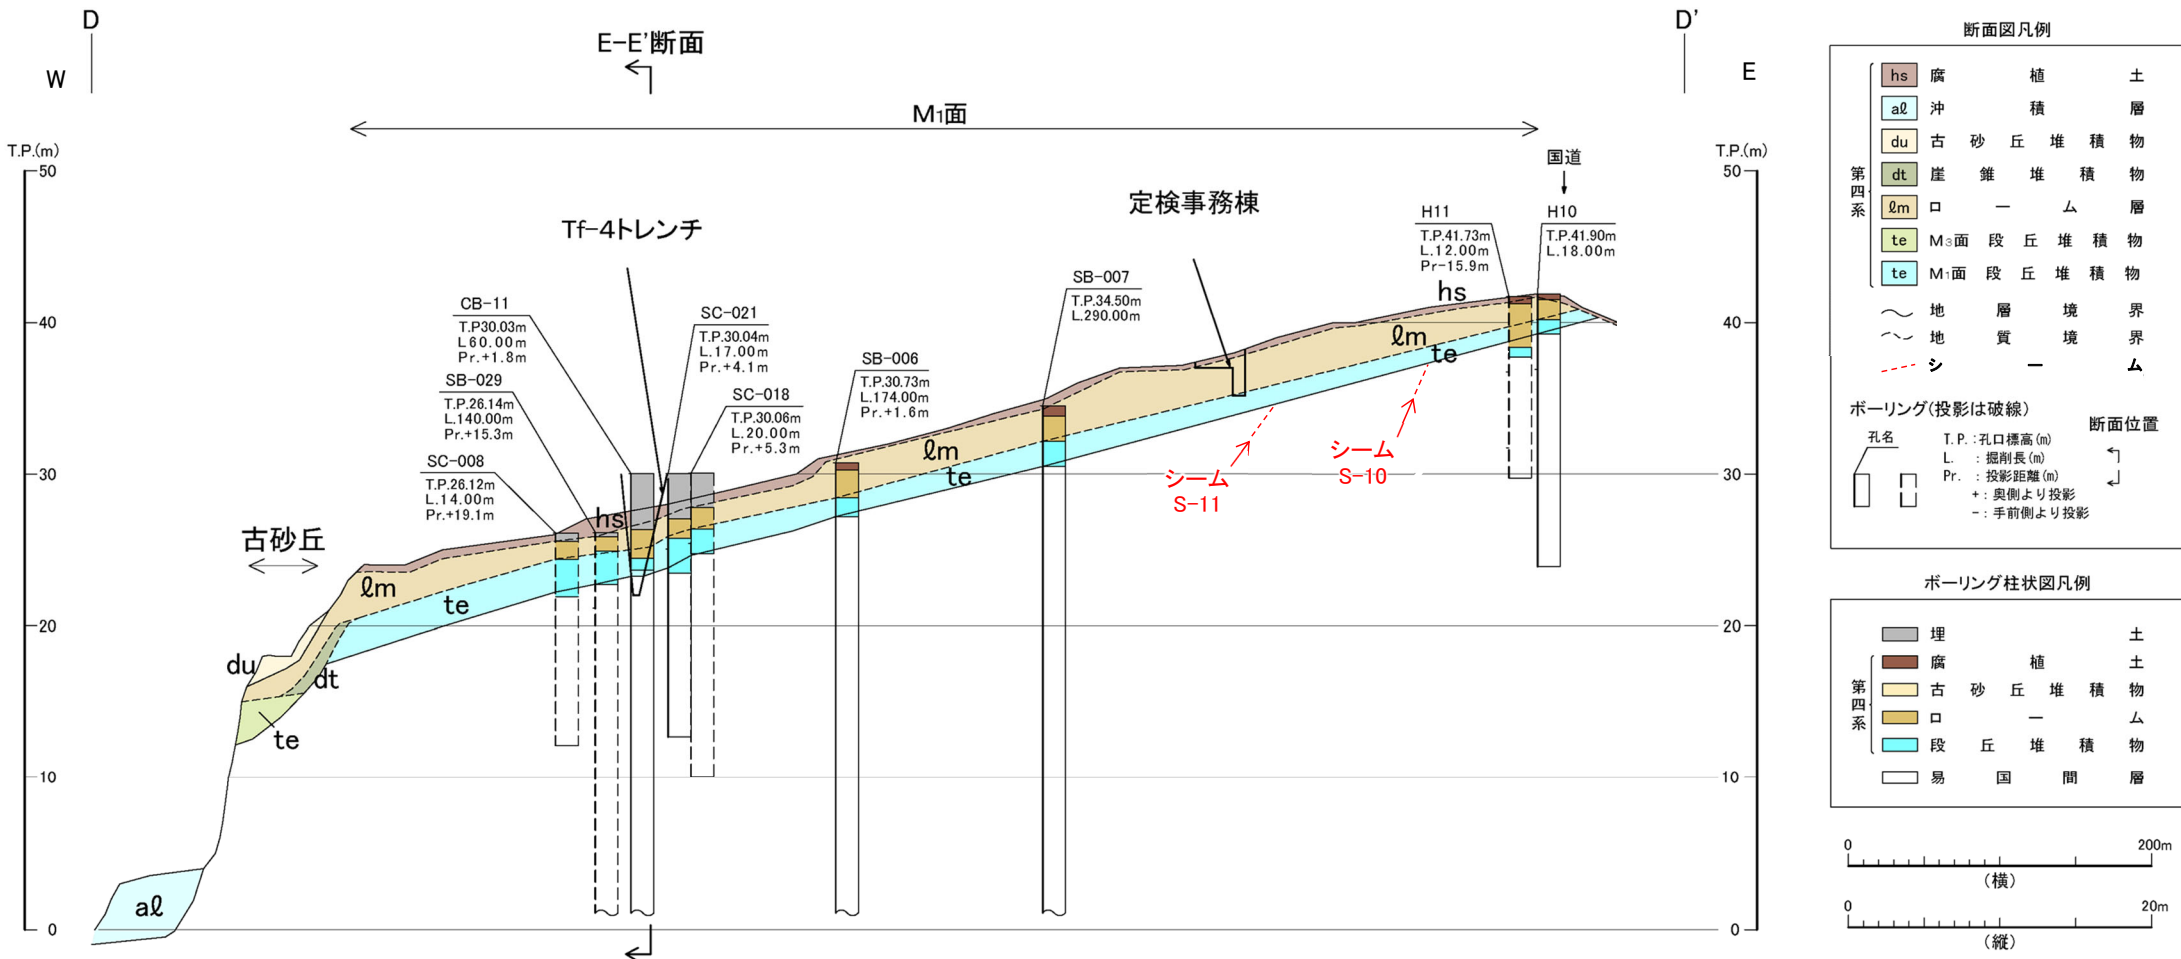 D
D'
E-E'断面
W
E
M1面
T.P.(m)
T.P.(m)
国道
50
50
定検事務棟
H11
T.P.41.73m
L.12.00m
Pr-15.9m
H10
T.P.41.90m
L.18.00m
Tf-4トレンチ
SB-007
T.P.34.50m
L.290.00m
hs
CB-11
T.P30.03m
L60.00m
Pr.+1.8m
SC-021
T.P.30.04m
L.17.00m
Pr.+4.1m
40
40
ℓm
te
SB-006
T.P.30.73m
L.174.00m
Pr.+1.6m
SB-029
T.P.26.14m
L.140.00m
Pr.+15.3m
SC-018
T.P.30.06m
L.20.00m
Pr.+5.3m
SC-008
T.P.26.12m
L.14.00m
Pr.+19.1m
ℓm
te
シーム
S-10
シーム
S-11
30
30
hs
古砂丘
ℓm
te
20
20
du
dt
te
10
10
aℓ
0
0
断面図凡例
第四系
hs 腐植土
aℓ 沖積層
du 古砂丘堆積物
dt 崖錐堆積物
ℓm ローム層
te M3面段丘堆積物
te M1面段丘堆積物
地層境界
地質境界
シーム
ボーリング(投影は破線)
断面位置
孔名
T.P.:孔口標高(m)
L. :掘削長(m)
Pr. :投影距離(m)
+:奥側より投影
-:手前側より投影
ボーリング柱状図凡例
埋土
第四系
腐植土
古砂丘堆積物
ローム
段丘堆積物
易国間層
0 200m
(横)
0 20m
(縦)